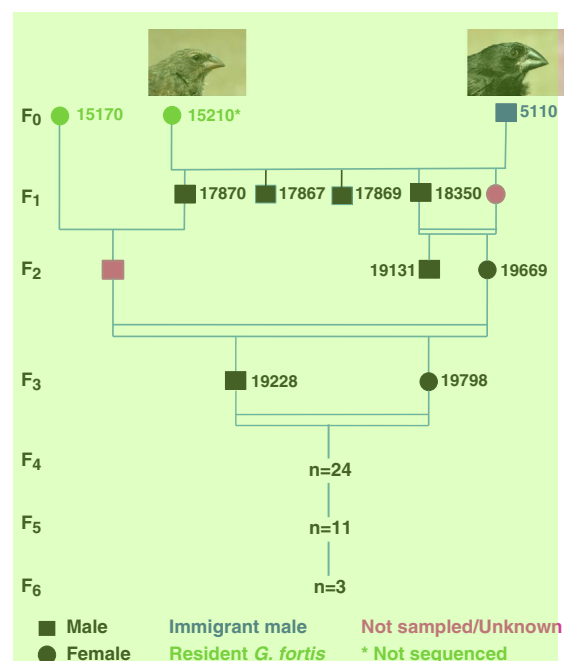 F0 15170 15210* 5110
F1 17870 17867 17869 18350
F2 19131 19669
F3 19228 19798
F4 n=24
F5 n=11
F6 n=3
Male Immigrant male Not sampled/Unknown
Female Resident G. fortis * Not sequenced